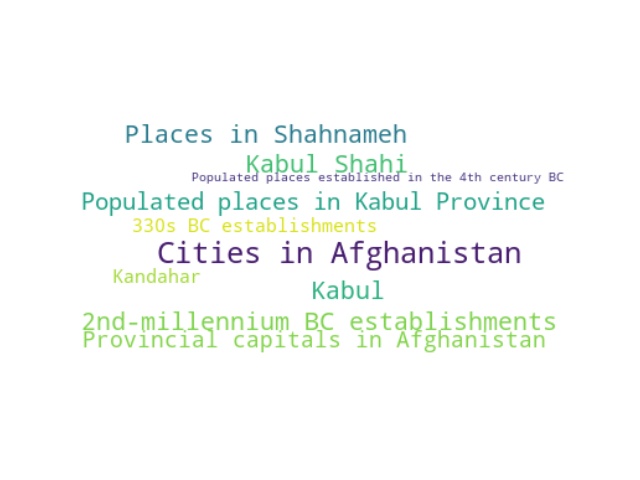 Places in Shahnameh
Kabul Shahi
Populated places established in the 4th century BC
Populated places in Kabul Province
330s BC establishments
Cities in Afghanistan
Kandahar
Kabul
2nd-millennium BC establishments
Provincial capitals in Afghanistan